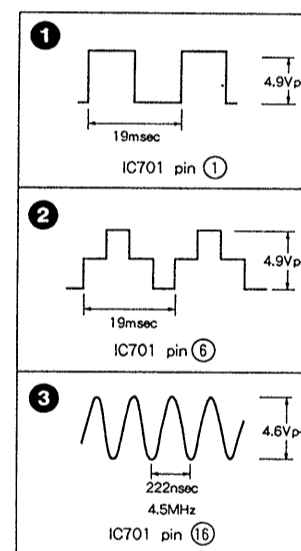 1
4.9Vp
19msec
IC701 pin 1
2
4.9Vp
19msec
IC701 pin 6
3
4.6Vp-
222nsec
4.5MHz
IC701 pin 16